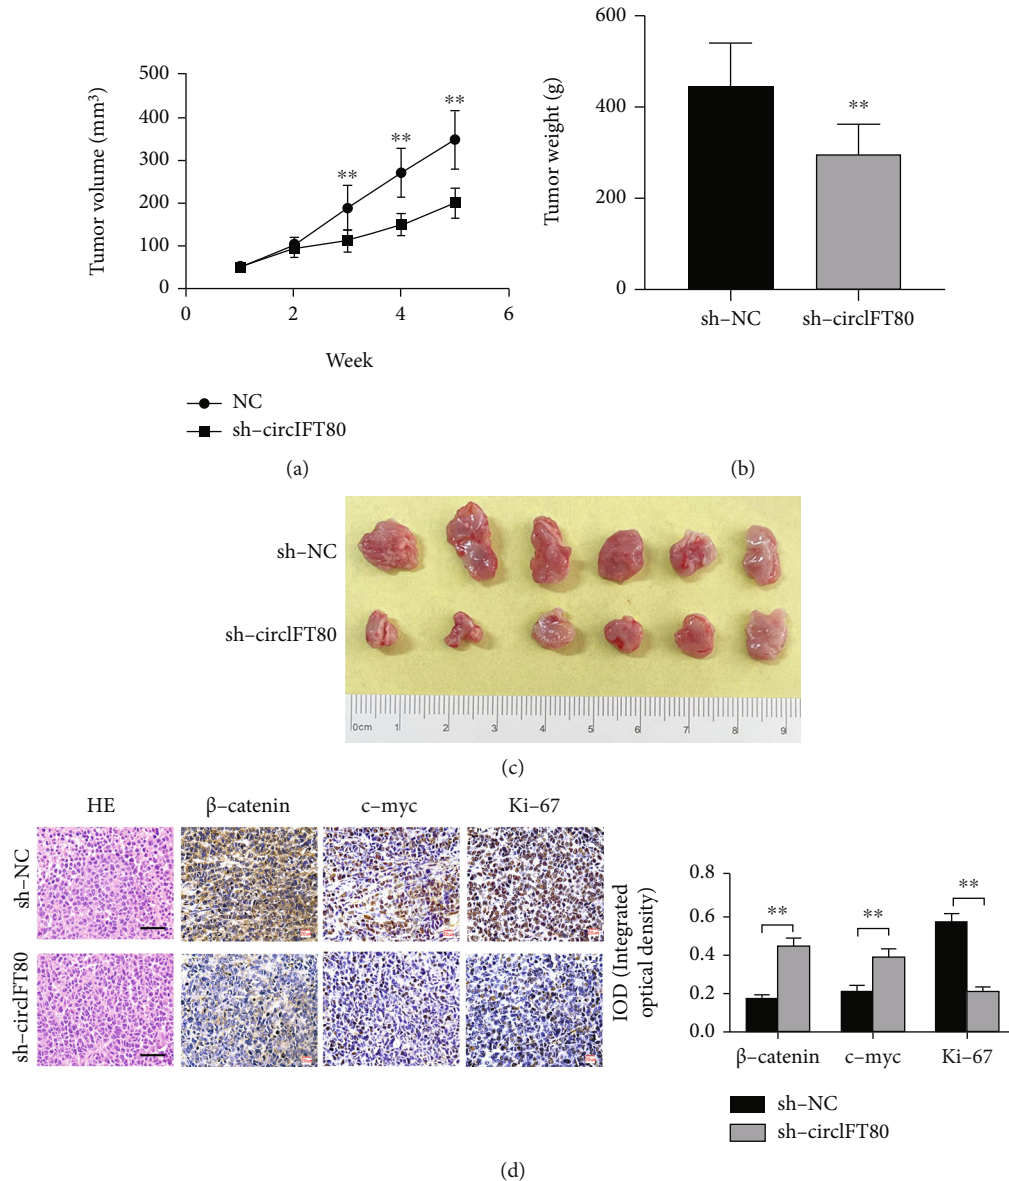 500
400
300
200
100
0
Tumor volume (mm³)
**
**
**
0
2
4
6
Week
NC
sh–circIFT80
(a)
600
400
200
0
Tumor weight (g)
**
sh–NC
sh–circlFT80
(b)
sh–NC
sh–circlFT80
0cm 1 2 3 4 5 6 7 8 9
(c)
HE
β–catenin
c–myc
Ki–67
sh–NC
sh–circlFT80
IOD (Integrated
optical density)
0.8
0.6
0.4
0.2
0.0
**
**
**
β–catenin
c–myc
Ki–67
sh–NC
sh–circlFT80
(d)